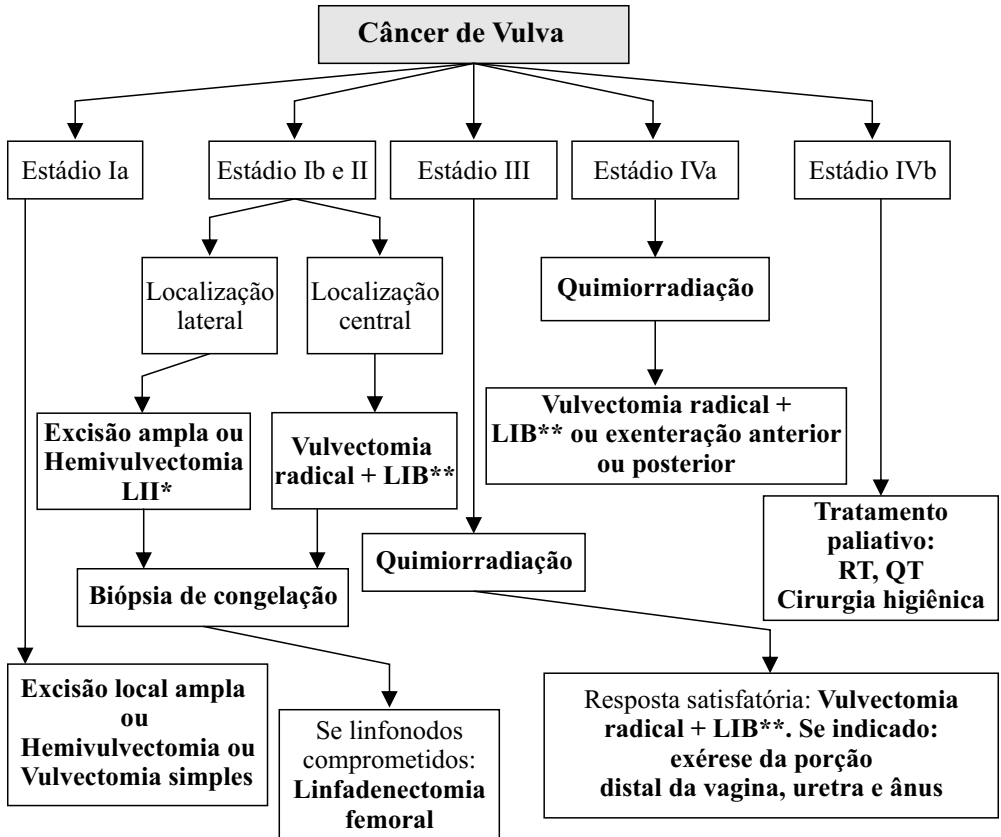 Câncer de Vulva
Estádio Ia
Estádio Ib e II
Estádio III
Estádio IVa
Estádio IVb
Localização
lateral
Localização
central
Quimiorradiação
Excisão ampla ou
Hemivulvectomia
LII*
Vulvectomia
radical + LIB**
Vulvectomia radical +
LIB** ou exenteração anterior
ou posterior
Biópsia de congelação
Quimiorradiação
Tratamento
paliativo:
RT, QT
Cirurgia higiênica
Excisão local ampla
ou
Hemivulvectomia ou
Vulvectomia simples
Se linfonodos
comprometidos:
Linfadenectomia
femoral
Resposta satisfatória: Vulvectomia
radical + LIB**. Se indicado:
exérese da porção
distal da vagina, uretra e ânus